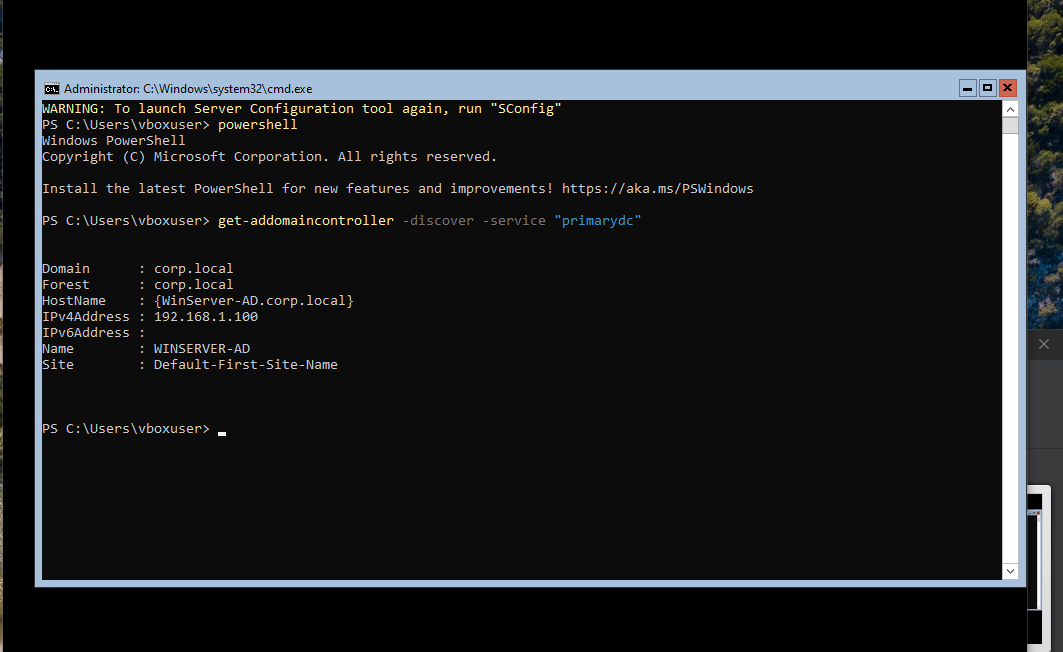 Administrator: C:\Windows\system32\cmd.exe
WARNING: To launch Server Configuration tool again, run "SConfig"
PS C:\Users\vboxuser> powershell
Windows PowerShell
Copyright (C) Microsoft Corporation. All rights reserved.
Install the latest PowerShell for new features and improvements! https://aka.ms/PSWindows
PS C:\Users\vboxuser> get-addomaincontroller -discover -service "primarydc"
Domain      : corp.local
Forest      : corp.local
HostName    : {WinServer-AD.corp.local}
IPv4Address : 192.168.1.100
IPv6Address :
Name        : WINSERVER-AD
Site        : Default-First-Site-Name
PS C:\Users\vboxuser>